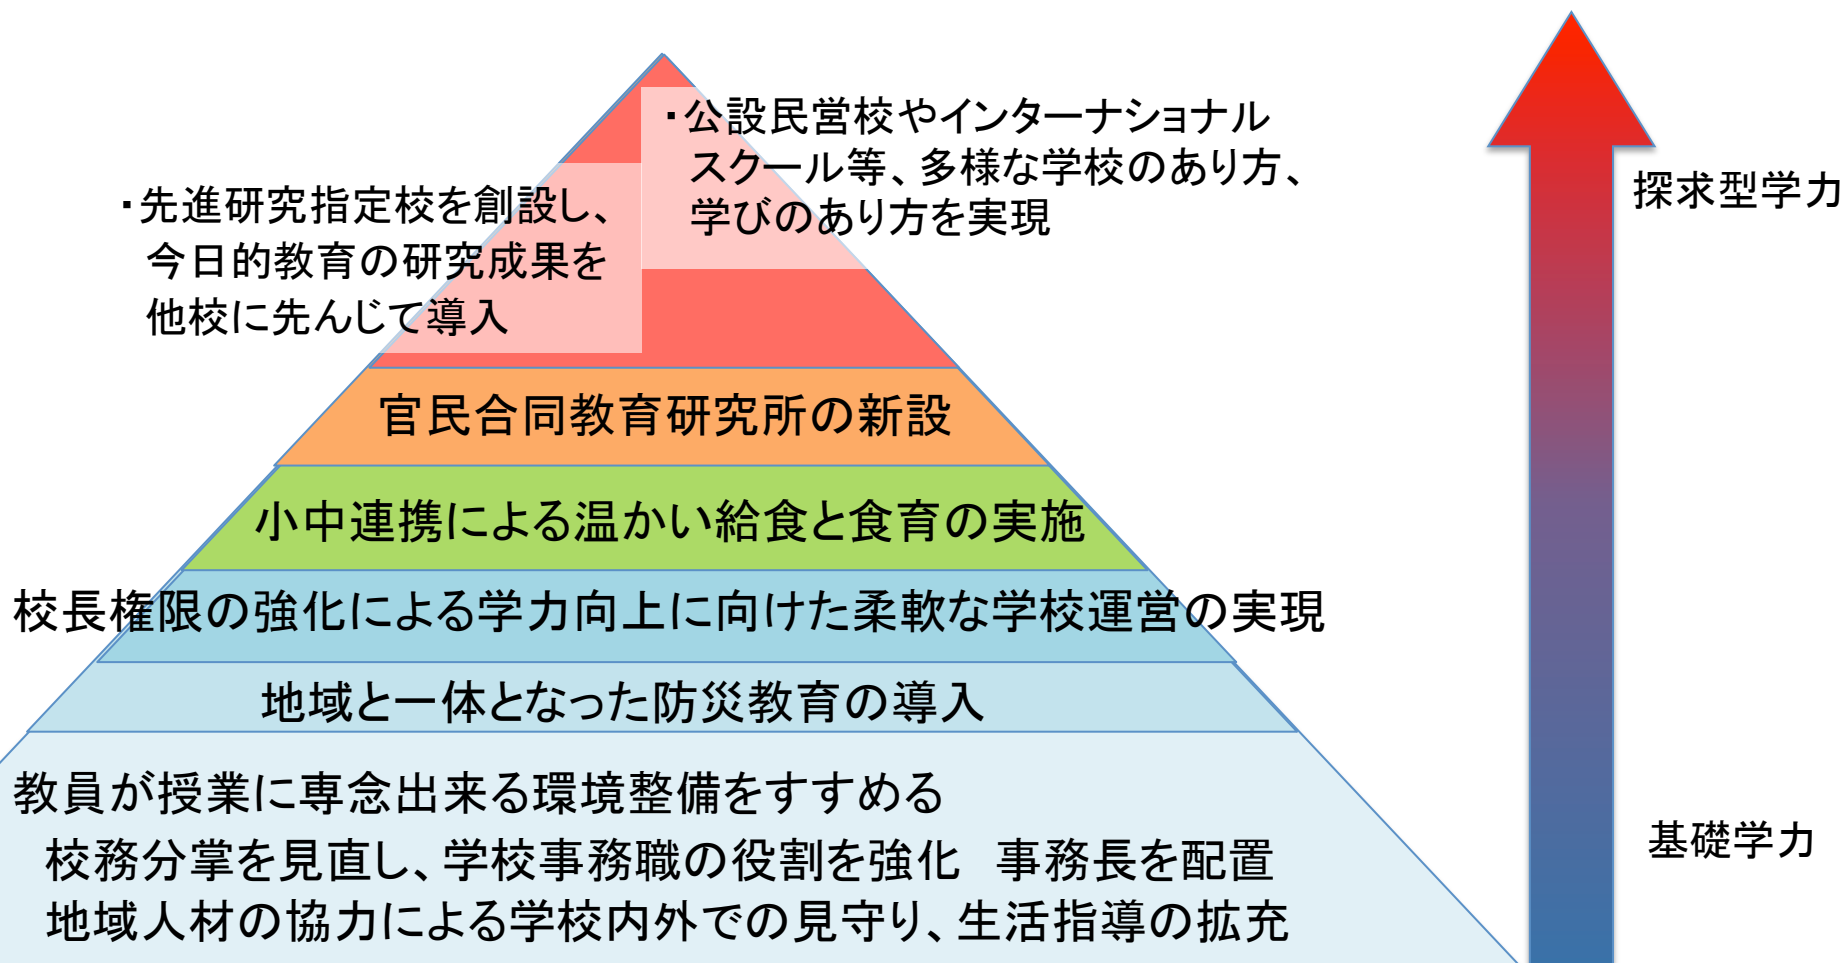 ・公設民営校やインターナショナル
スクール等、多様な学校のあり方、
学びのあり方を実現
・先進研究指定校を創設し、
今日的教育の研究成果を
他校に先んじて導入
探求型学力
官民合同教育研究所の新設
小中連携による温かい給食と食育の実施
校長権限の強化による学力向上に向けた柔軟な学校運営の実現
地域と一体となった防災教育の導入
教員が授業に専念出来る環境整備をすすめる
校務分掌を見直し、学校事務職の役割を強化　事務長を配置
地域人材の協力による学校内外での見守り、生活指導の拡充
基礎学力